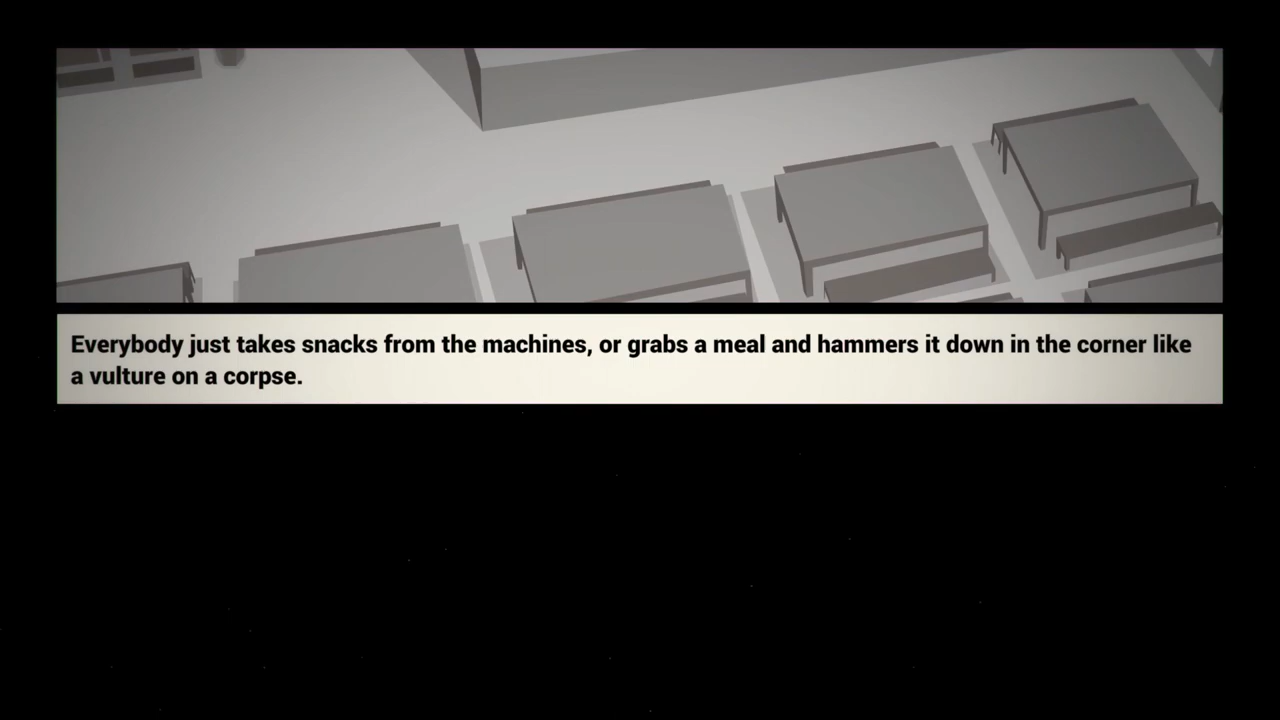 Everybody just takes snacks from the machines, or grabs a meal and hammers it down in the corner like
a vulture on a corpse.